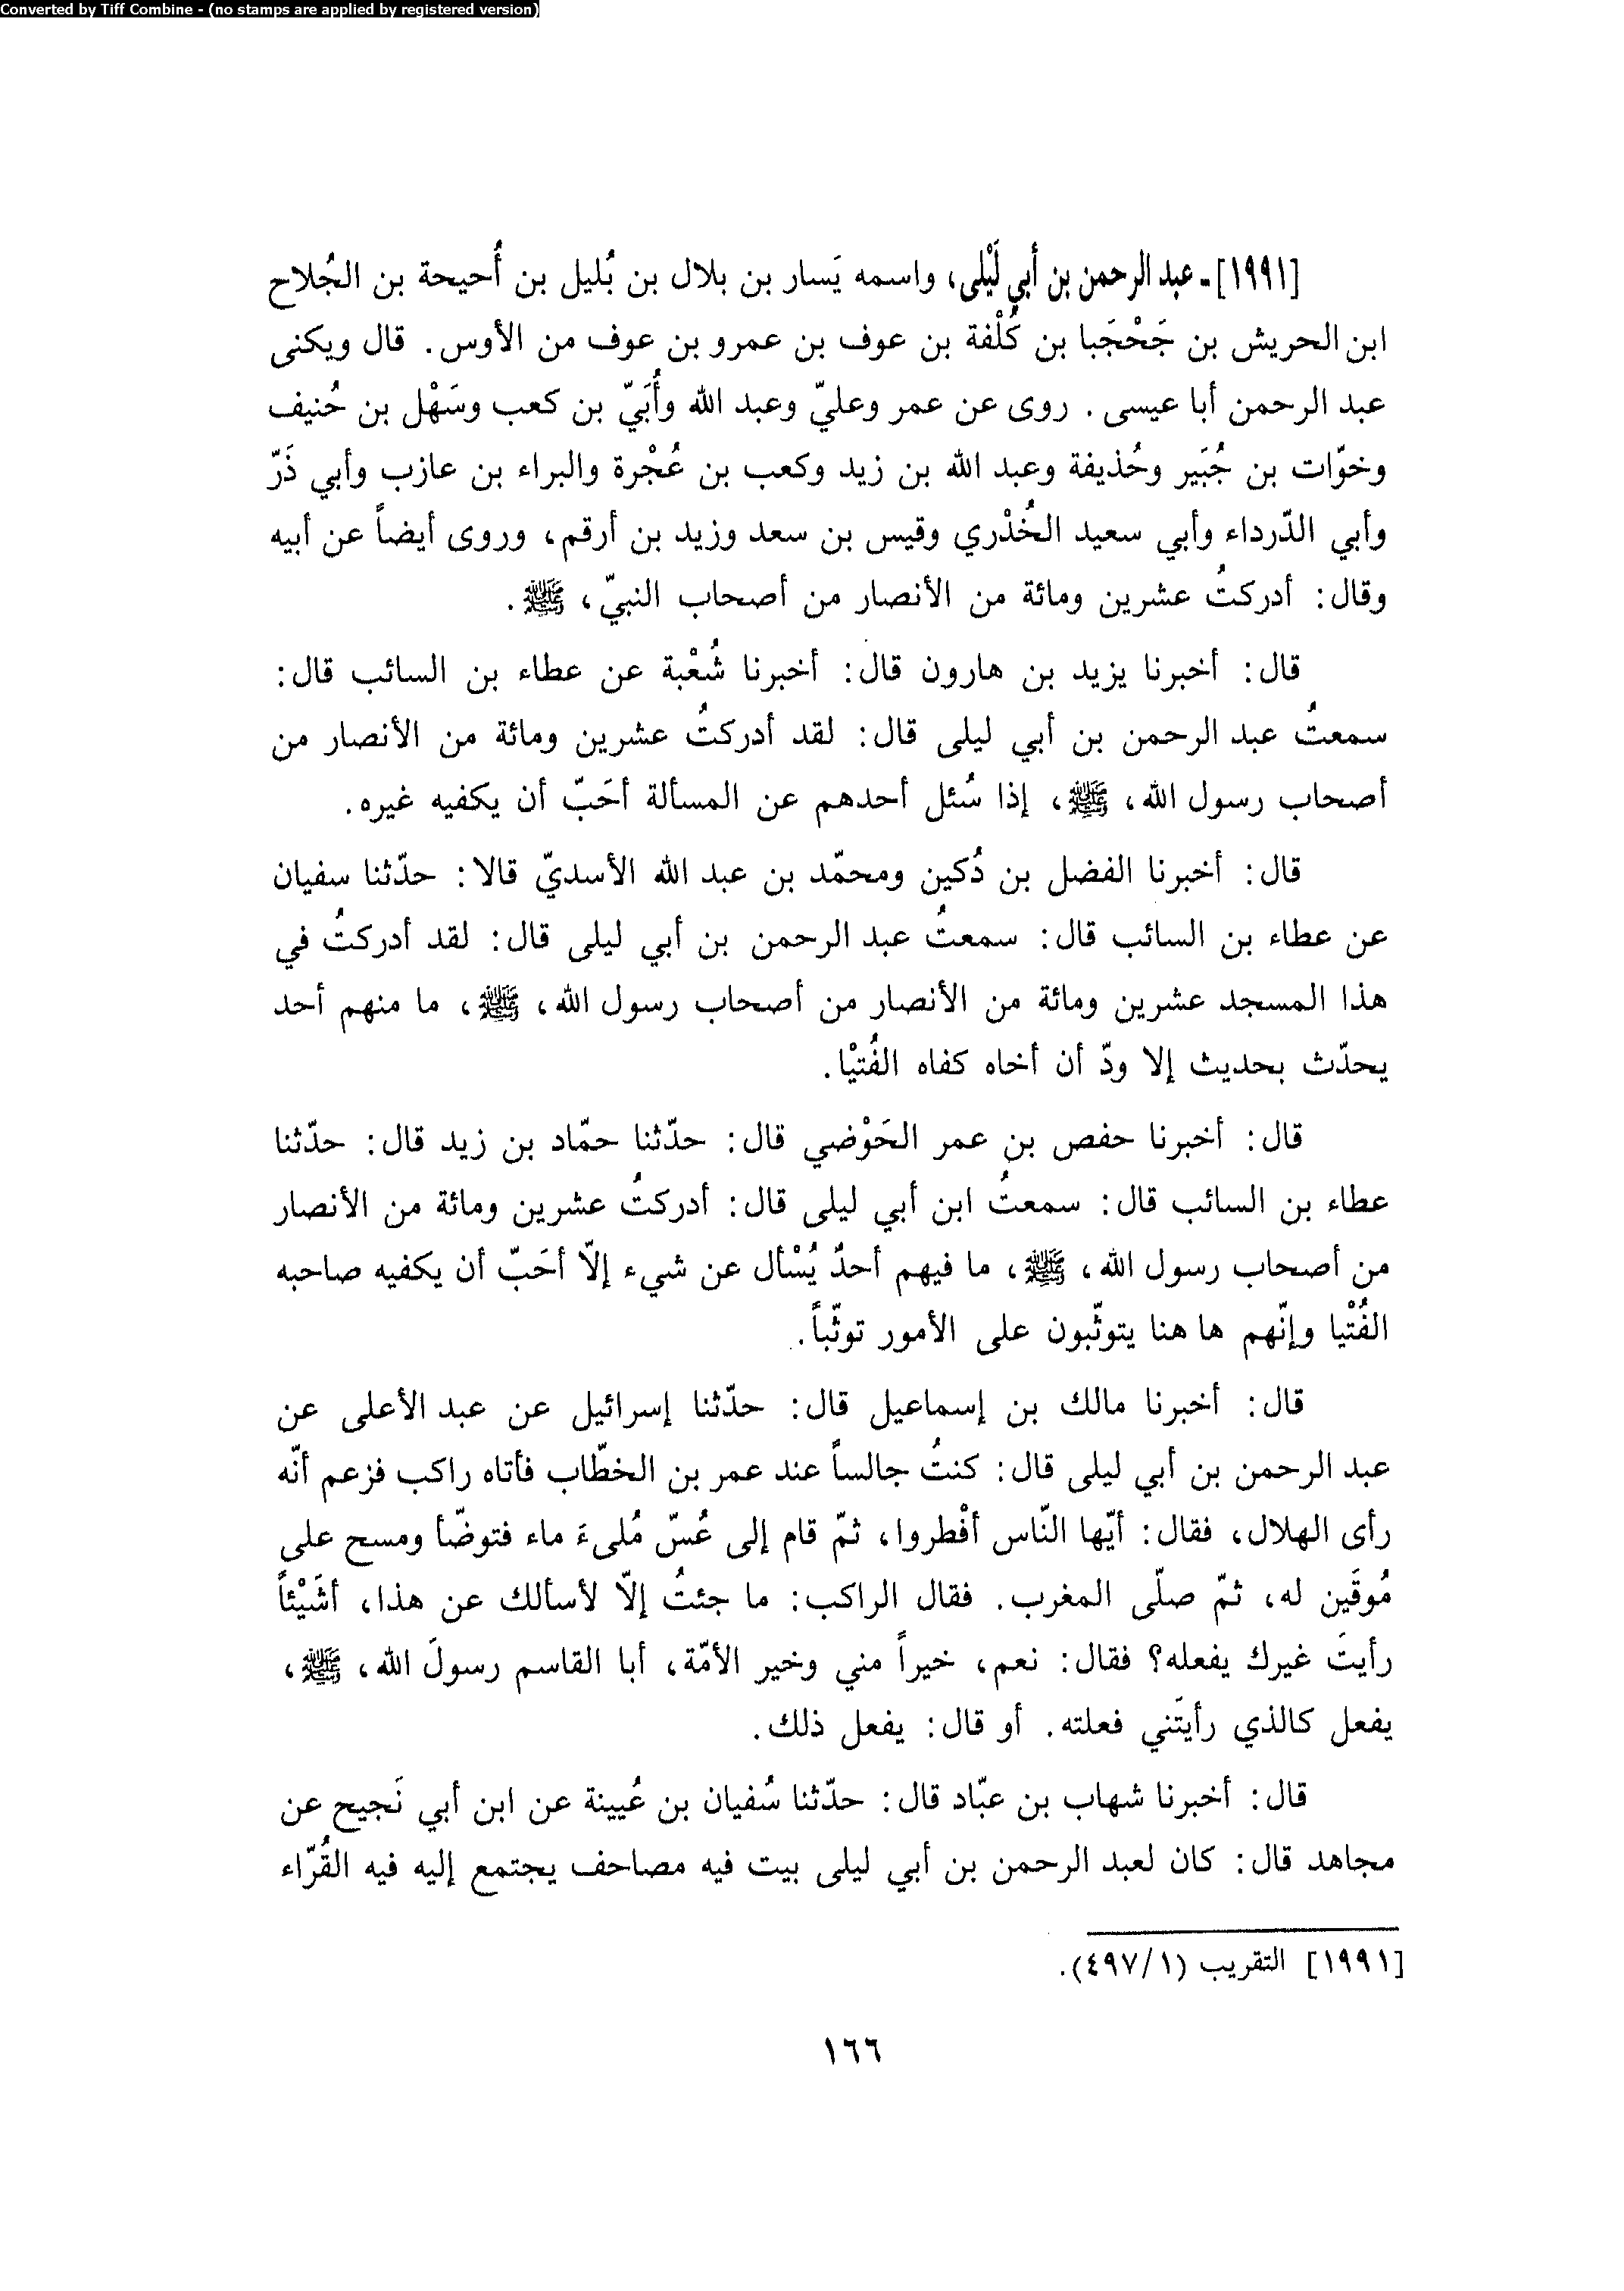 Converted by Tiff Combine - (no stamps are applied by registered version)
[١٩٩١]ـ عبد الرحمن بن أبي لَيْلى، واسمه يَسار بن بلال بن بُليل بن أُحيحة بن الجُلاح
ابن الحريش بن جَحْجَبا بن كُلْفة بن عوف بن عمرو بن عوف من الأوس. قال ويكنى
عبد الرحمن أبا عيسى. روى عن عمر وعليّ وعبد الله وأُبَيّ بن كعب وسَهْل بن حُنيف
وخوّات بن جُبَير وحُذيفة وعبد الله بن زيد وكعب بن عُجْرة والبراء بن عازب وأبي ذَرّ
وأبي الدّرداء وأبي سعيد الخُدْري وقيس بن سعد وزيد بن أرقم، وروى أيضاً عن أبيه
وقال: أدركتُ عشرين ومائة من الأنصار من أصحاب النبيّ، ﷺ.
قال: أخبرنا يزيد بن هارون قال: أخبرنا شُعْبة عن عطاء بن السائب قال:
سمعتُ عبد الرحمن بن أبي ليلى قال: لقد أدركتُ عشرين ومائة من الأنصار من
أصحاب رسول الله، ﷺ، إذا سُئل أحدهم عن المسألة أحَبّ أن يكفيه غيره.
قال: أخبرنا الفضل بن دُكين ومحمّد بن عبد الله الأسديّ قالا: حدّثنا سفيان
عن عطاء بن السائب قال: سمعتُ عبد الرحمن بن أبي ليلى قال: لقد أدركتُ في
هذا المسجد عشرين ومائة من الأنصار من أصحاب رسول الله، ﷺ، ما منهم أحد
يحدّث بحديث إلا ودّ أن أخاه كفاه الفُتيْا.
قال: أخبرنا حفص بن عمر الحَوْضي قال: حدّثنا حمّاد بن زيد قال: حدّثنا
عطاء بن السائب قال: سمعتُ ابن أبي ليلى قال: أدركتُ عشرين ومائة من الأنصار
من أصحاب رسول الله، ﷺ، ما فيهم أحدٌ يُسْأل عن شيء إلاّ أحَبّ أن يكفيه صاحبه
الفُتْيا وإنّهم ها هنا يتوثّبون على الأمور توثّباً.
قال: أخبرنا مالك بن إسماعيل قال: حدّثنا إسرائيل عن عبد الأعلى عن
عبد الرحمن بن أبي ليلى قال: كنتُ جالساً عند عمر بن الخطّاب فأتاه راكب فزعم أنّه
رأى الهلال، فقال: أيّها النّاس أفْطروا، ثمّ قام إلى عُسّ مُلىءَ ماء فتوضّأ ومسح على
مُوقَين له، ثمّ صلّى المغرب. فقال الراكب: ما جئتُ إلاّ لأسألك عن هذا، أشَيْئاً
رأيتَ غيرك يفعله؟ فقال: نعم، خيراً مني وخير الأمّة، أبا القاسم رسولَ الله، ﷺ،
يفعل كالذي رأيتَني فعلته. أو قال: يفعل ذلك.
قال: أخبرنا شهاب بن عبّاد قال: حدّثنا سُفيان بن عُيينة عن ابن أبي نَجيح عن
مجاهد قال: كان لعبد الرحمن بن أبي ليلى بيت فيه مصاحف يجتمع إليه فيه القُرّاء
[١٩٩١] التقريب (١/ ٤٩٧).
١٦٦